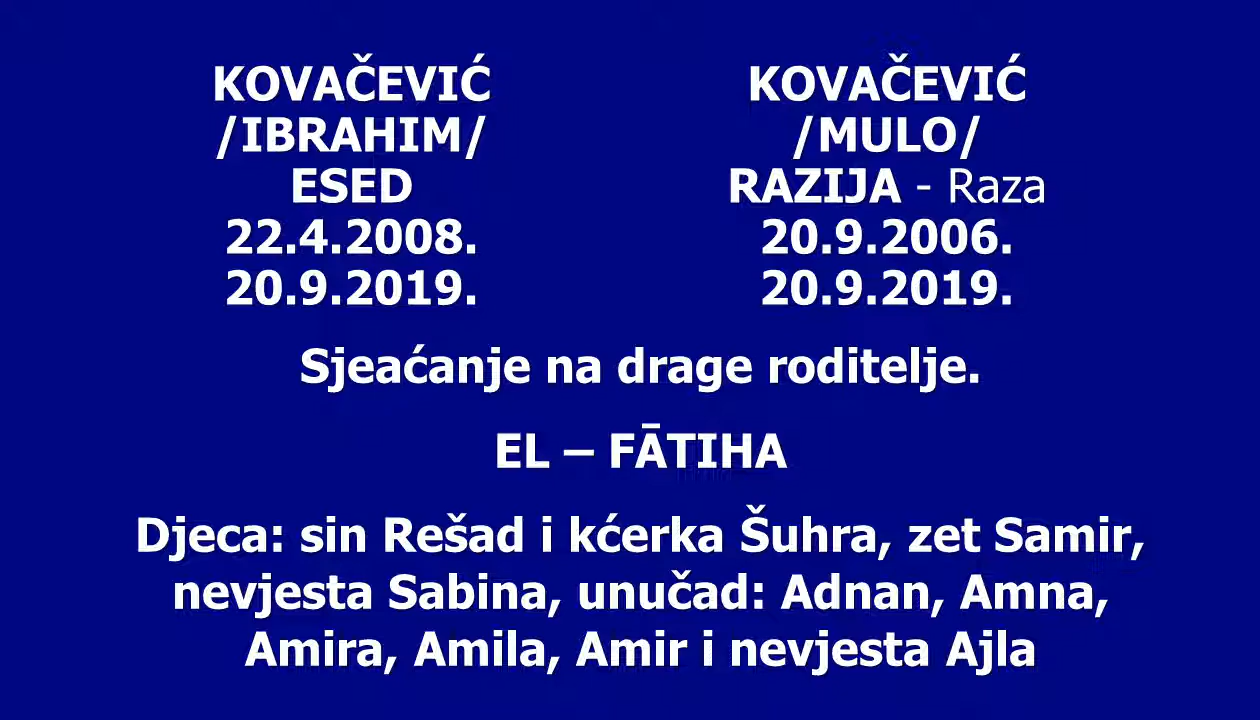 KOVAČEVIĆ
/IBRAHIM/
ESED
22.4.2008.
20.9.2019.
KOVAČEVIĆ
/MULO/
RAZIJA - Raza
20.9.2006.
20.9.2019.
Sjeaćanje na drage roditelje.
EL – FĀTIHA
Djeca: sin Rešad i kćerka Šuhra, zet Samir,
nevjesta Sabina, unučad: Adnan, Amna,
Amira, Amila, Amir i nevjesta Ajla